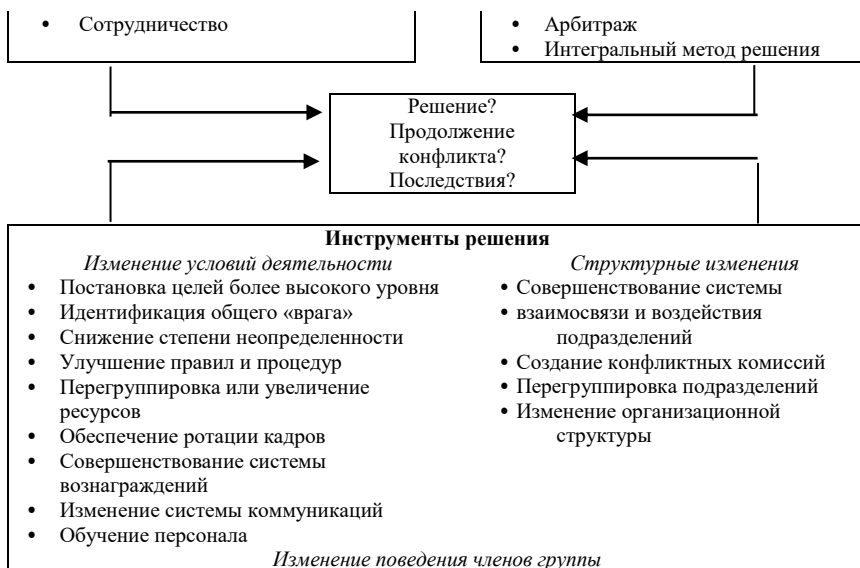 • Сотрудничество
• Арбитраж
• Интегральный метод решения
Решение?
Продолжение
конфликта?
Последствия?
Инструменты решения
Изменение условий деятельности
• Постановка целей более высокого уровня
• Идентификация общего «врага»
• Снижение степени неопределенности
• Улучшение правил и процедур
• Перегруппировка или увеличение
ресурсов
• Обеспечение ротации кадров
• Совершенствование системы
вознаграждений
• Изменение системы коммуникаций
• Обучение персонала
Структурные изменения
• Совершенствование системы
• взаимосвязи и воздействия
подразделений
• Создание конфликтных комиссий
• Перегруппировка подразделений
• Изменение организационной
структуры
Изменение поведения членов группы